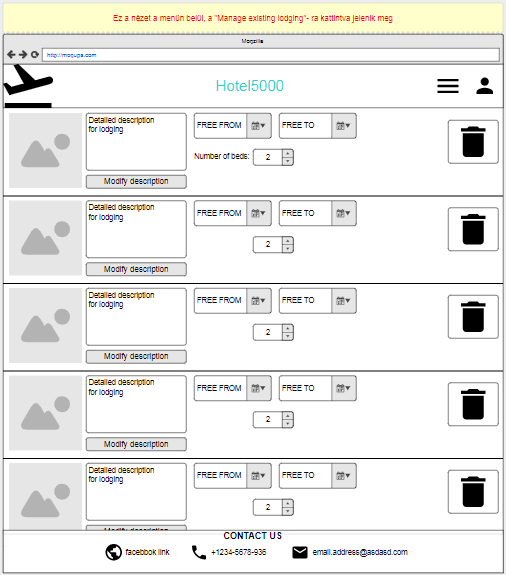 Ez a nézet a menün belül, a "Manage existing lodging"- ra kattintva jelenik meg
Mozzilla
http://mozupa.com
Hotel5000
Detailed description
for lodging
FREE FROM
FREE TO
Number of beds:
2
Modify description
Detailed description
for lodging
FREE FROM
FREE TO
2
Modify description
Detailed description
for lodging
FREE FROM
FREE TO
2
Modify description
Detailed description
for lodging
FREE FROM
FREE TO
2
Modify description
Detailed description
for lodging
FREE FROM
FREE TO
2
Modify description
CONTACT US
facebbok link
+1234-5678-936
email.address@asdasd.com